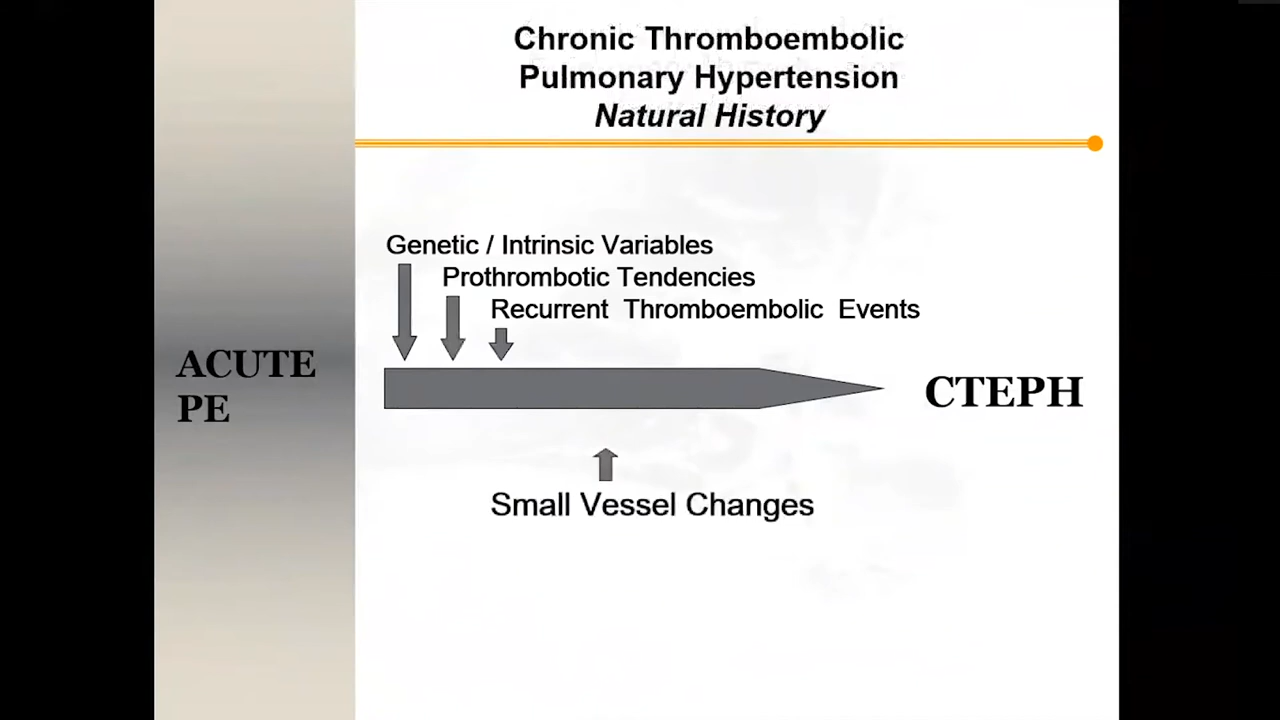 Chronic Thromboembolic
Pulmonary Hypertension
Natural History
Genetic / Intrinsic Variables
Prothrombotic Tendencies
Recurrent Thromboembolic Events
ACUTE
PE
CTEPH
Small Vessel Changes